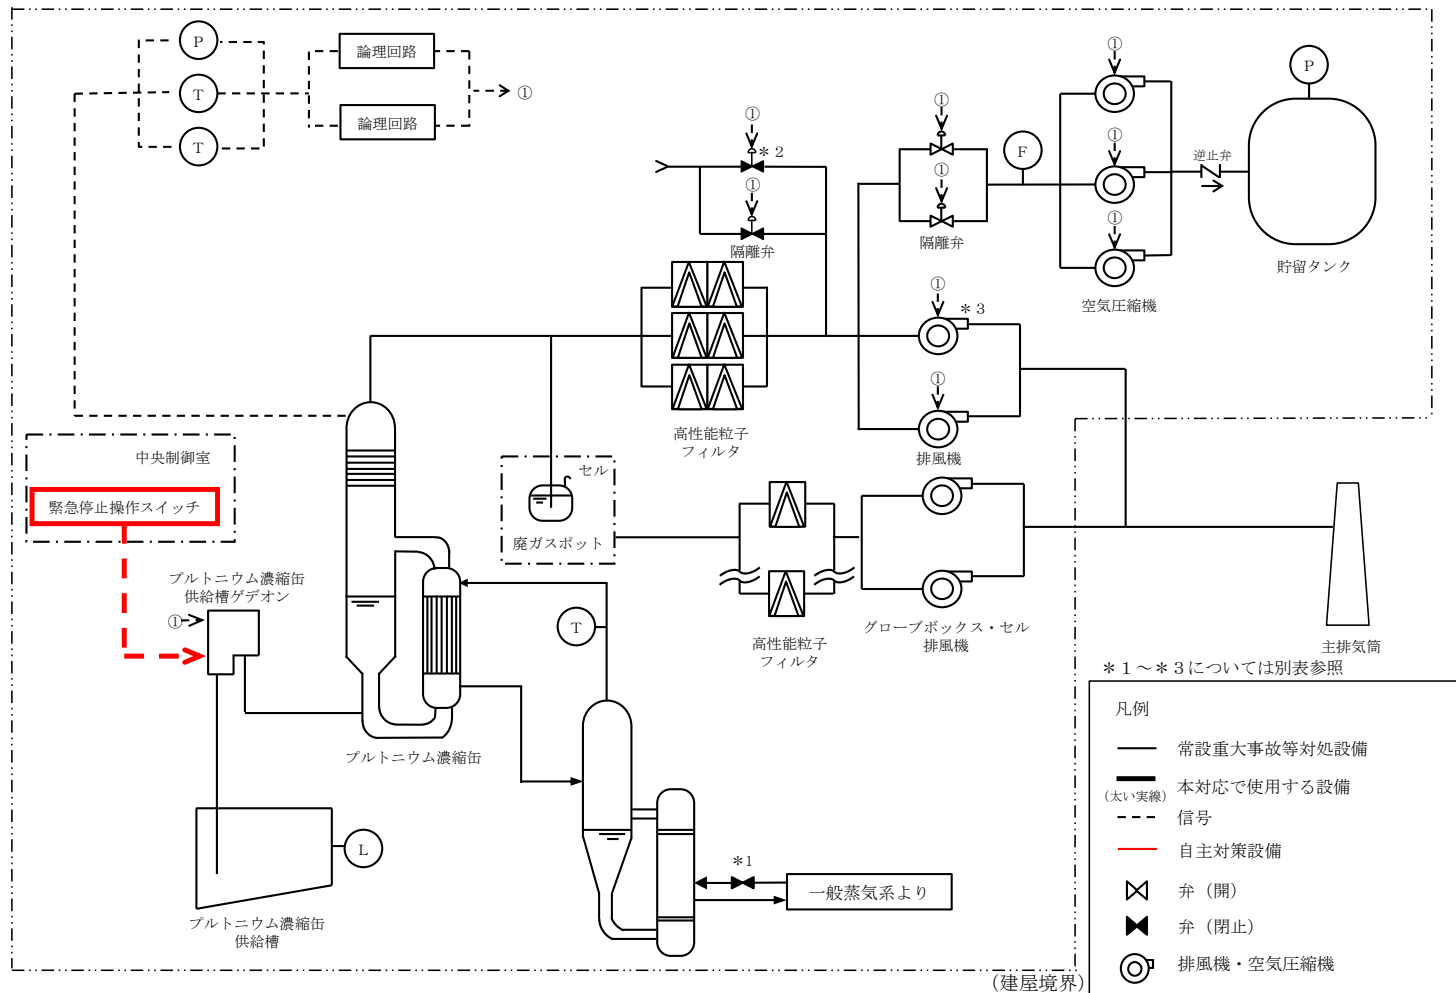 P
T
T
論理回路
論理回路
①
①
*2
①
隔離弁
①
①
隔離弁
F
①
①
①
空気圧縮機
逆止弁
P
貯留タンク
①
*3
①
排風機
高性能粒子
フィルタ
中央制御室
緊急停止操作スイッチ
プルトニウム濃縮缶
供給槽ゲデオン
①
セル
廃ガスポット
高性能粒子
フィルタ
グローブボックス・セル
排風機
主排気筒
T
プルトニウム濃縮缶
L
プルトニウム濃縮缶
供給槽
*1
一般蒸気系より
*1~*3については別表参照
凡例
常設重大事故等対処設備
本対応で使用する設備
(太い実線)
信号
自主対策設備
弁(開)
弁(閉止)
排風機・空気圧縮機
(建屋境界)